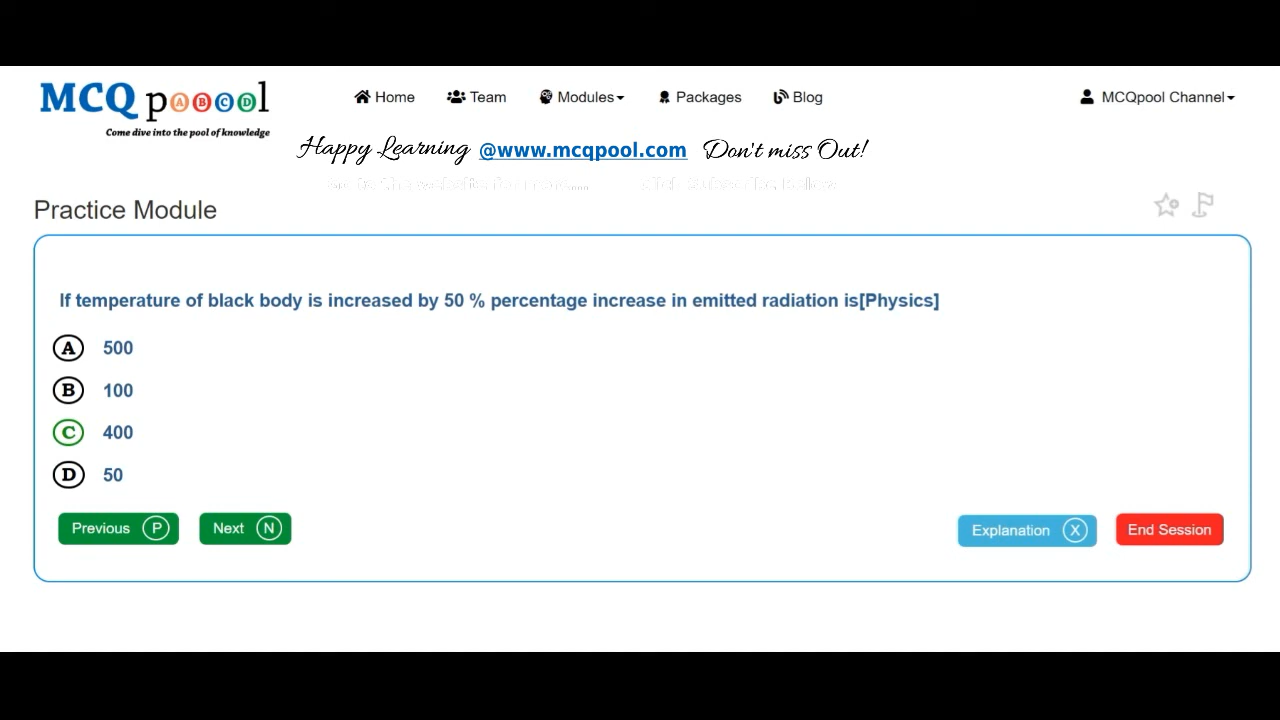 MCQ pABCDl
Come dive into the pool of knowledge
Home Team Modules Packages Blog MCQpool Channel
Happy Learning @www.mcqpool.com Don't miss Out!
Practice Module
If temperature of black body is increased by 50 % percentage increase in emitted radiation is[Physics]
A 500
B 100
C 400
D 50
Previous P Next N Explanation X End Session